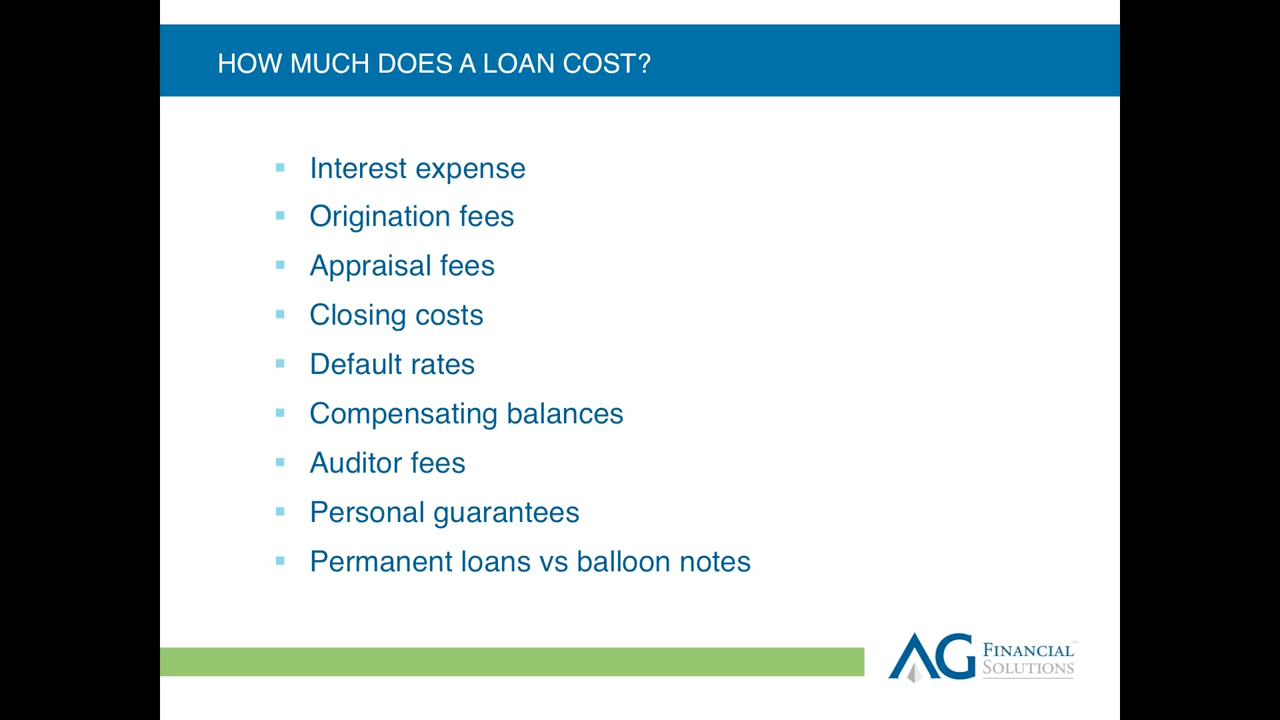 HOW MUCH DOES A LOAN COST?
Interest expense
Origination fees
Appraisal fees
Closing costs
Default rates
Compensating balances
Auditor fees
Personal guarantees
Permanent loans vs balloon notes
AG FINANCIAL
SOLUTIONS